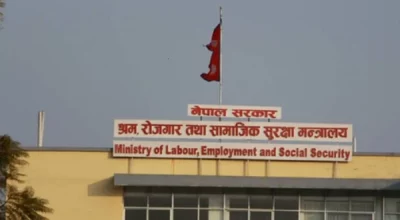 नेपाल सरकार
श्रम, रोजगार तथा सामाजिक सुरक्षा मन्त्रालय
Ministry of Labour, Employment and Social Security